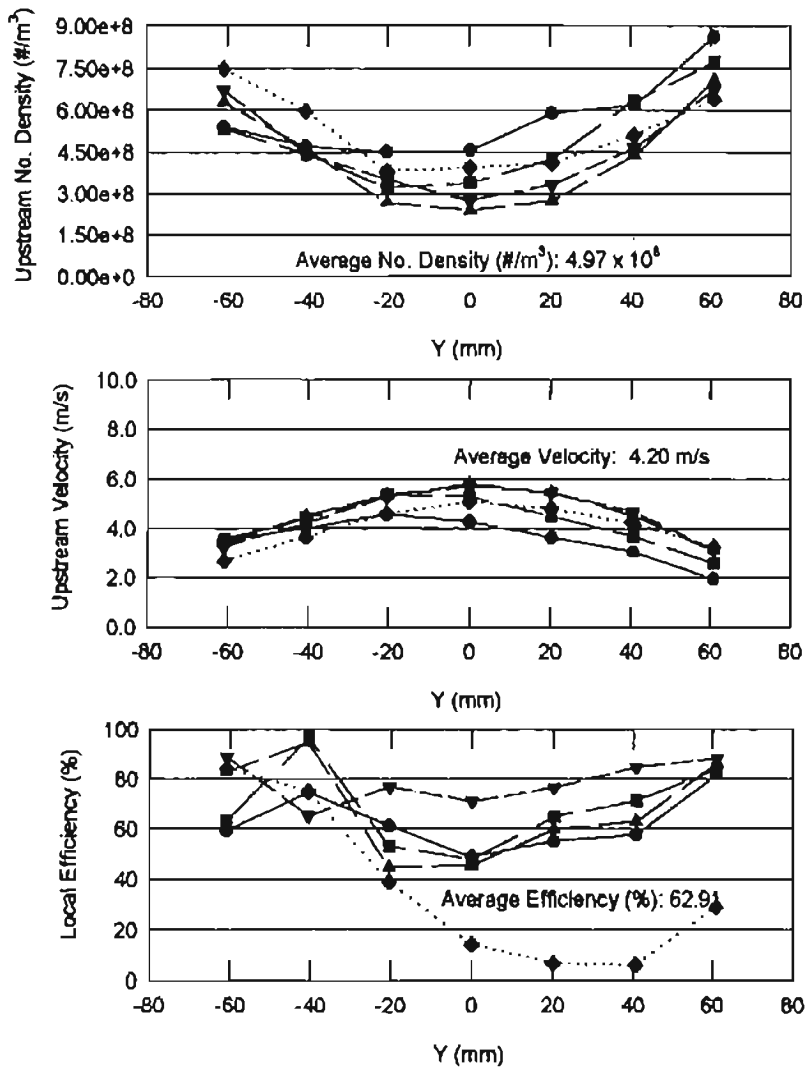 Upstream No. Density (#/m³)
9.00e+8
7.50e+8
6.00e+8
4.50e+8
3.00e+8
1.50e+8
0.00e+0
Average No. Density (#/m³): 4.97 x 10⁸
-80 -60 -40 -20 0 20 40 60 80
Y (mm)
Upstream Velocity (m/s)
10.0
8.0
6.0
4.0
2.0
0.0
Average Velocity: 4.20 m/s
-80 -60 -40 -20 0 20 40 60 80
Y (mm)
Local Efficiency (%)
100
80
60
40
20
0
Average Efficiency (%): 62.91
-80 -60 -40 -20 0 20 40 60 80
Y (mm)